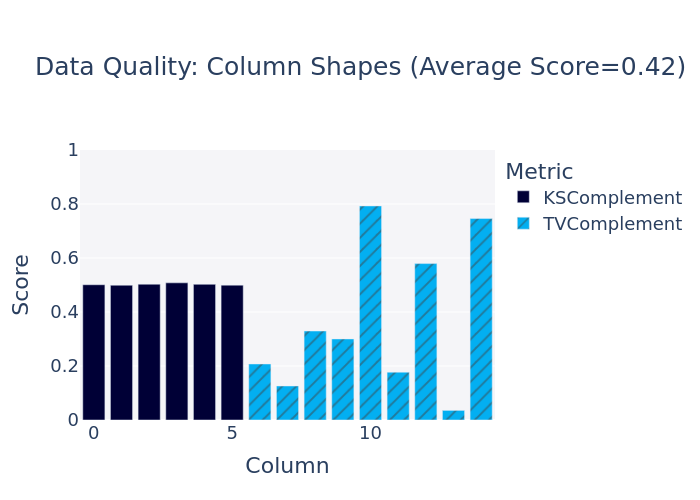 Data Quality: Column Shapes (Average Score=0.42)
1
0.8
0.6
0.4
0.2
0
Score
0 5 10
Column
Metric
KSComplement
TVComplement